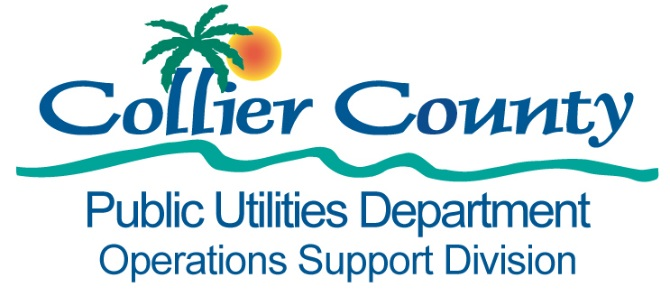 Collier County
Public Utilities Department
Operations Support Division